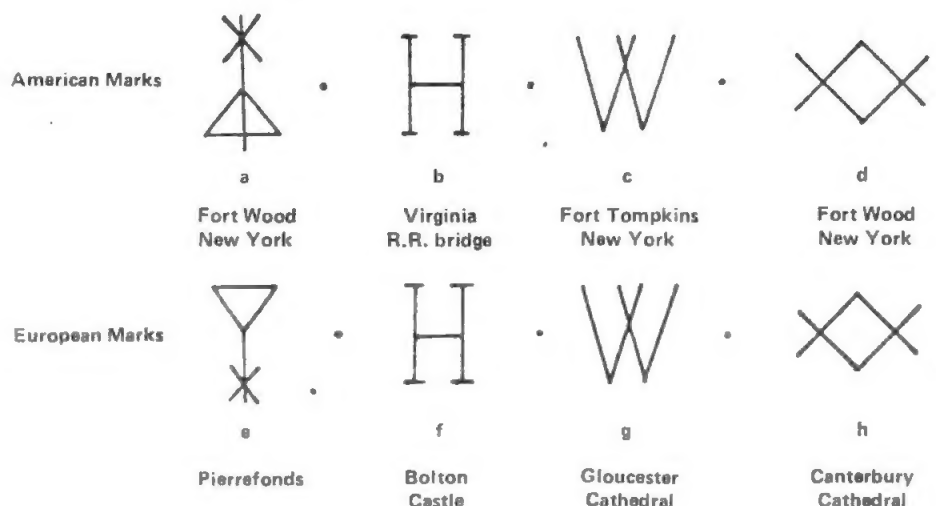 American Marks
H
W
a
b
c
d
Fort Wood
New York
Virginia
R.R. bridge
Fort Tompkins
New York
Fort Wood
New York
European Marks
H
W
e
f
g
h
Pierrefonds
Bolton
Castle
Gloucester
Cathedral
Canterbury
Cathedral